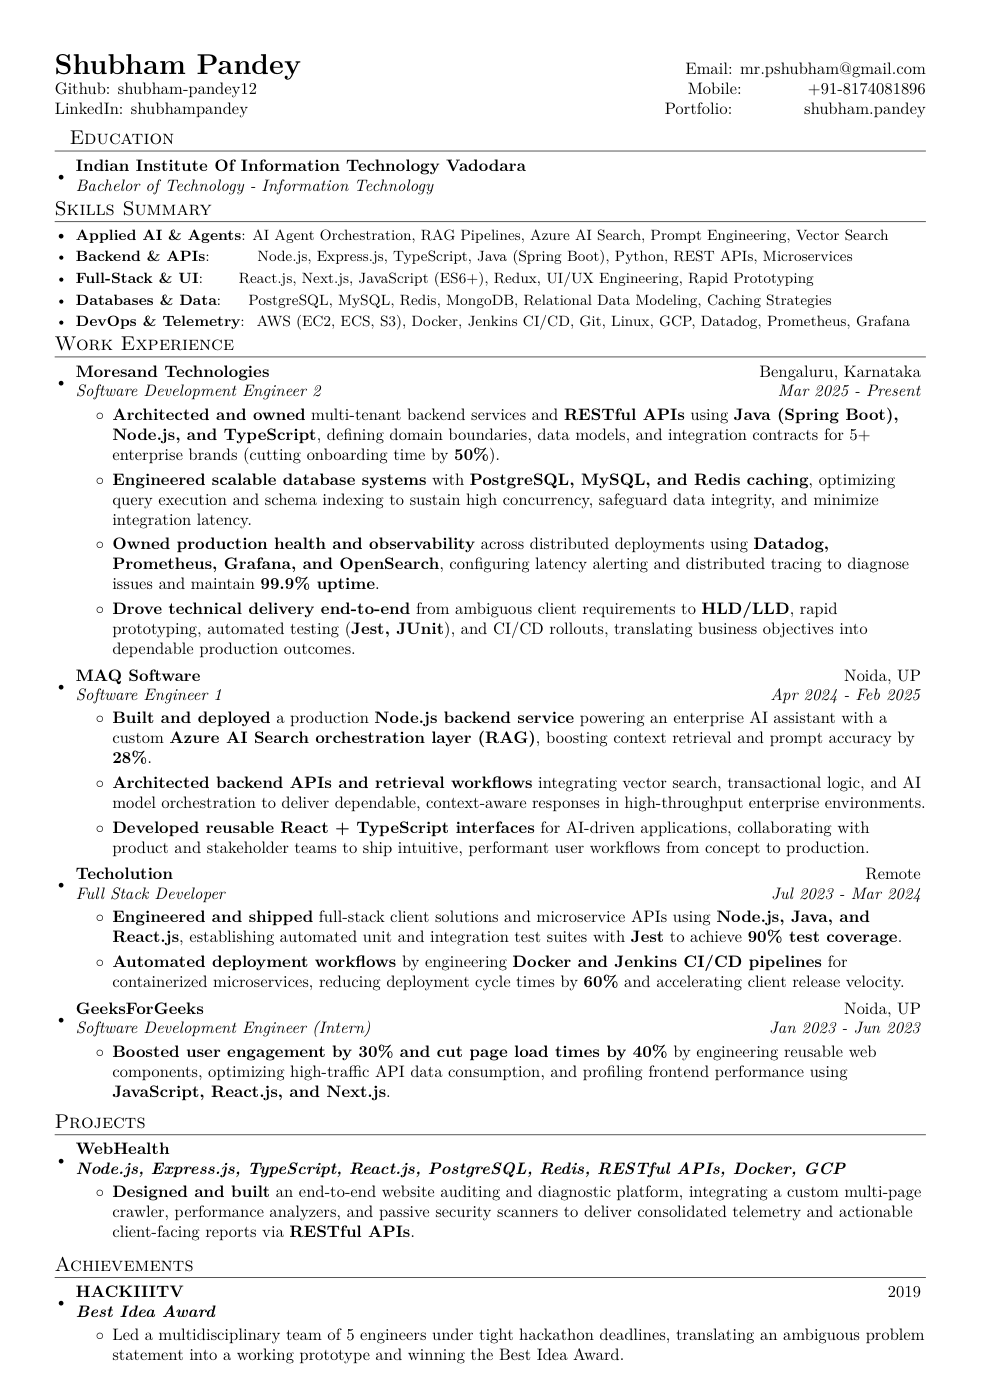 Shubham Pandey
Email: mr.pshubham@gmail.com
Github: shubham-pandey12
Mobile: +91-8174081896
LinkedIn: shubhampandey
Portfolio: shubham.pandey
Education
• Indian Institute Of Information Technology Vadodara
Bachelor of Technology - Information Technology
Skills Summary
• Applied AI & Agents: AI Agent Orchestration, RAG Pipelines, Azure AI Search, Prompt Engineering, Vector Search
• Backend & APIs: Node.js, Express.js, TypeScript, Java (Spring Boot), Python, REST APIs, Microservices
• Full-Stack & UI: React.js, Next.js, JavaScript (ES6+), Redux, UI/UX Engineering, Rapid Prototyping
• Databases & Data: PostgreSQL, MySQL, Redis, MongoDB, Relational Data Modeling, Caching Strategies
• DevOps & Telemetry: AWS (EC2, ECS, S3), Docker, Jenkins CI/CD, Git, Linux, GCP, Datadog, Prometheus, Grafana
Work Experience
• Moresand Technologies Bengaluru, Karnataka
Software Development Engineer 2 Mar 2025 - Present
○ Architected and owned multi-tenant backend services and RESTful APIs using Java (Spring Boot),
Node.js, and TypeScript, defining domain boundaries, data models, and integration contracts for 5+
enterprise brands (cutting onboarding time by 50%).
○ Engineered scalable database systems with PostgreSQL, MySQL, and Redis caching, optimizing
query execution and schema indexing to sustain high concurrency, safeguard data integrity, and minimize
integration latency.
○ Owned production health and observability across distributed deployments using Datadog,
Prometheus, Grafana, and OpenSearch, configuring latency alerting and distributed tracing to diagnose
issues and maintain 99.9% uptime.
○ Drove technical delivery end-to-end from ambiguous client requirements to HLD/LLD, rapid
prototyping, automated testing (Jest, JUnit), and CI/CD rollouts, translating business objectives into
dependable production outcomes.
• MAQ Software Noida, UP
Software Engineer 1 Apr 2024 - Feb 2025
○ Built and deployed a production Node.js backend service powering an enterprise AI assistant with a
custom Azure AI Search orchestration layer (RAG), boosting context retrieval and prompt accuracy by
28%.
○ Architected backend APIs and retrieval workflows integrating vector search, transactional logic, and AI
model orchestration to deliver dependable, context-aware responses in high-throughput enterprise environments.
○ Developed reusable React + TypeScript interfaces for AI-driven applications, collaborating with
product and stakeholder teams to ship intuitive, performant user workflows from concept to production.
• Techolution Remote
Full Stack Developer Jul 2023 - Mar 2024
○ Engineered and shipped full-stack client solutions and microservice APIs using Node.js, Java, and
React.js, establishing automated unit and integration test suites with Jest to achieve 90% test coverage.
○ Automated deployment workflows by engineering Docker and Jenkins CI/CD pipelines for
containerized microservices, reducing deployment cycle times by 60% and accelerating client release velocity.
• GeeksForGeeks Noida, UP
Software Development Engineer (Intern) Jan 2023 - Jun 2023
○ Boosted user engagement by 30% and cut page load times by 40% by engineering reusable web
components, optimizing high-traffic API data consumption, and profiling frontend performance using
JavaScript, React.js, and Next.js.
Projects
• WebHealth
Node.js, Express.js, TypeScript, React.js, PostgreSQL, Redis, RESTful APIs, Docker, GCP
○ Designed and built an end-to-end website auditing and diagnostic platform, integrating a custom multi-page
crawler, performance analyzers, and passive security scanners to deliver consolidated telemetry and actionable
client-facing reports via RESTful APIs.
Achievements
• HACKIIITV 2019
Best Idea Award
○ Led a multidisciplinary team of 5 engineers under tight hackathon deadlines, translating an ambiguous problem
statement into a working prototype and winning the Best Idea Award.